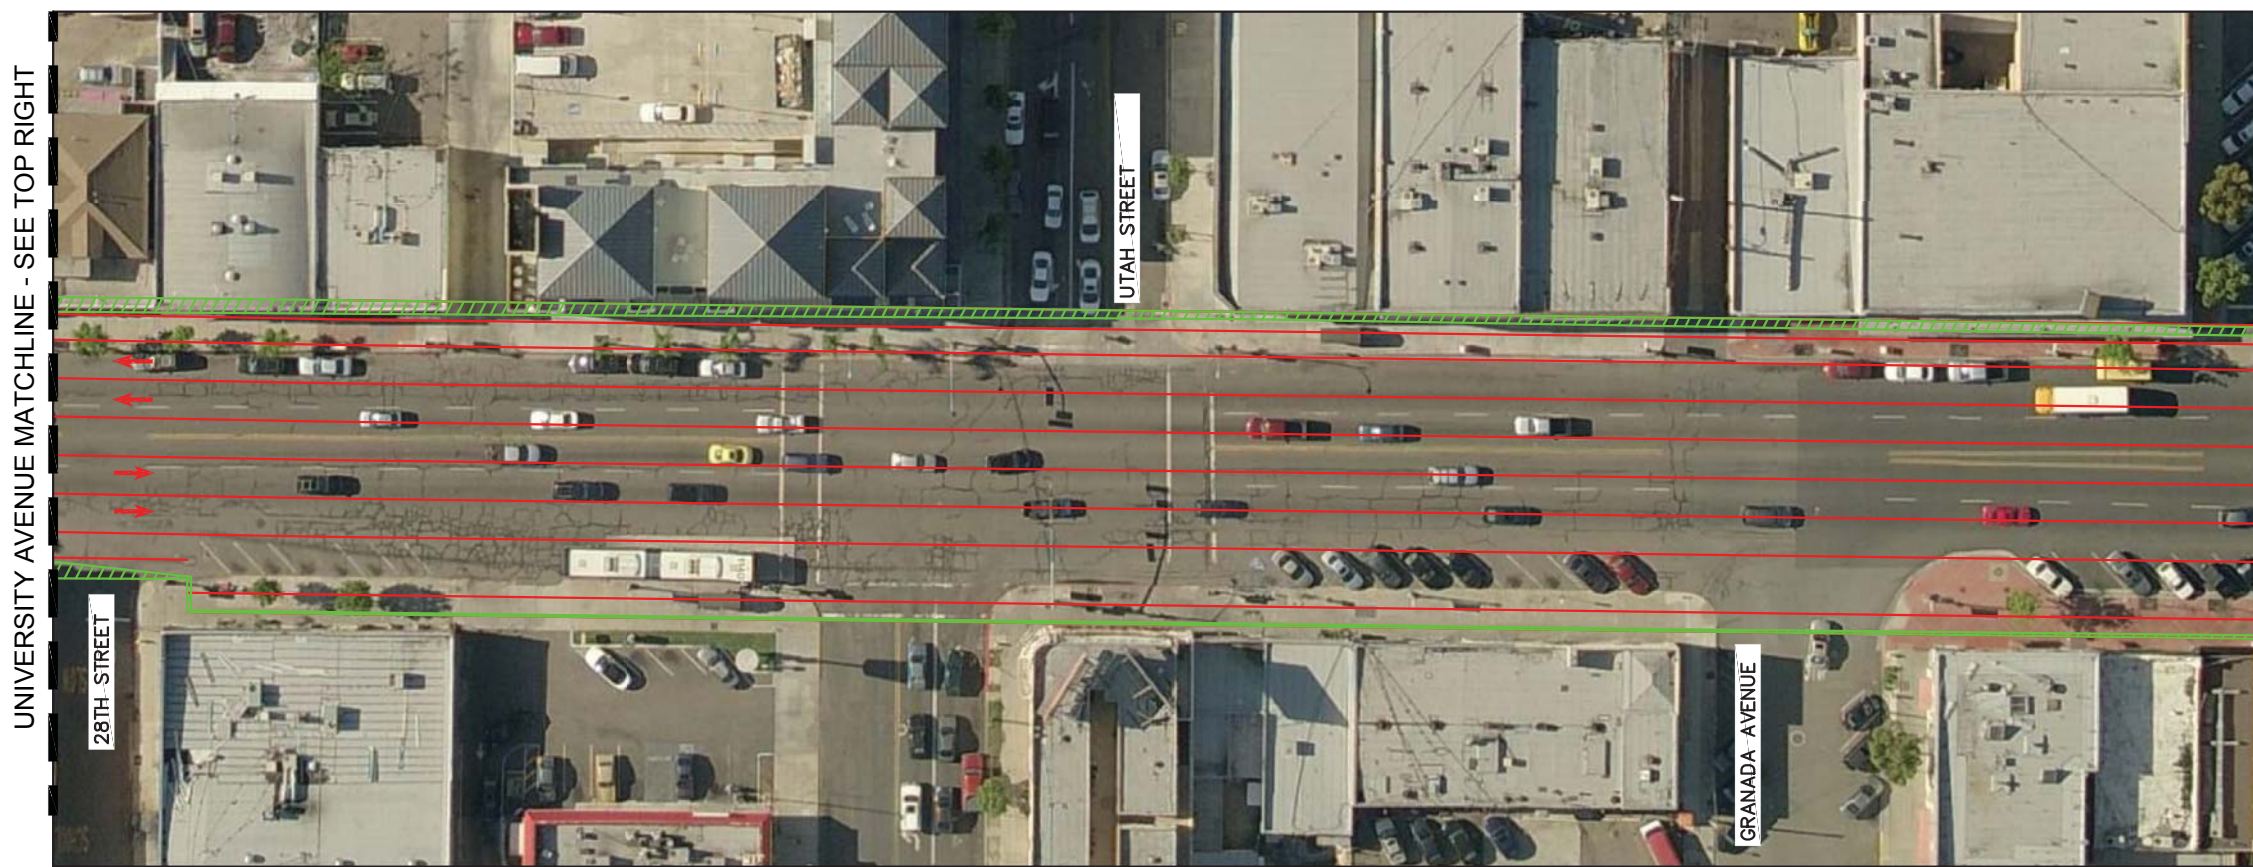 UNIVERSITY AVENUE MATCHLINE - SEE TOP RIGHT
28TH STREET
UTAH STREET
GRANADA AVENUE